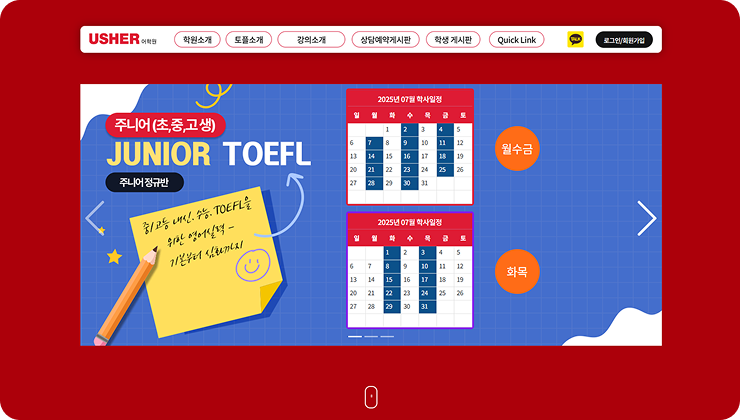 USHER 어학원
학원소개 토플소개 강의소개 상담예약게시판 학생 게시판 Quick Link TALK 로그인/회원가입
주니어 (초,중,고 생)
JUNIOR TOEFL
주니어 정규반
중/고등 내신, 수능, TOEFL을
위한 영어실력 –
기본부터 심화까지
2025년 07월 학사일정
일 월 화 수 목 금 토
1 2 3 4 5
6 7 8 9 10 11 12
13 14 15 16 17 18 19
20 21 22 23 24 25 26
27 28 29 30 31
월수금
2025년 07월 학사일정
일 월 화 수 목 금 토
1 2 3 4 5
6 7 8 9 10 11 12
13 14 15 16 17 18 19
20 21 22 23 24 25 26
27 28 29 30 31
화목